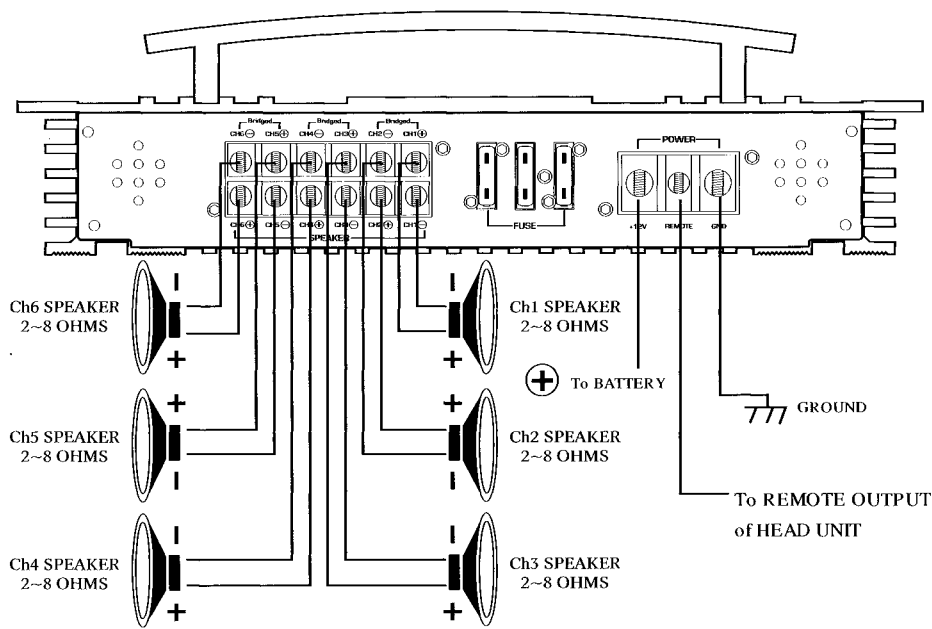 Bridged Bridged Bridged
CH6⊖ CH5⊕ CH4⊖ CH3⊕ CH2⊖ CH1⊕
POWER
CH6⊕ CH5⊖ CH4⊕ CH3⊖ CH2⊕ CH1⊖
SPEAKER
FUSE
+12V REMOTE GND
Ch6 SPEAKER
2~8 OHMS
−
+
Ch1 SPEAKER
2~8 OHMS
−
+
+ To BATTERY
GROUND
Ch5 SPEAKER
2~8 OHMS
+
−
Ch2 SPEAKER
2~8 OHMS
+
−
To REMOTE OUTPUT
of HEAD UNIT
Ch4 SPEAKER
2~8 OHMS
−
+
Ch3 SPEAKER
2~8 OHMS
−
+